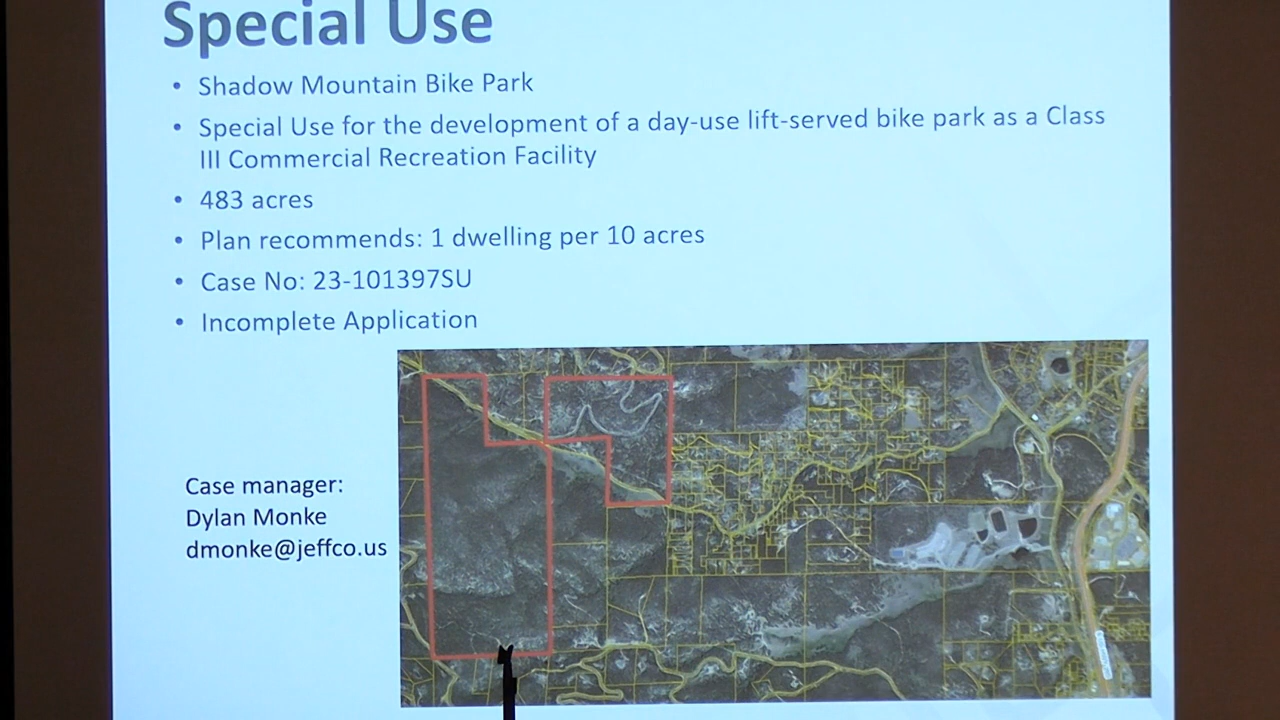 Special Use
• Shadow Mountain Bike Park
• Special Use for the development of a day-use lift-served bike park as a Class
III Commercial Recreation Facility
• 483 acres
• Plan recommends: 1 dwelling per 10 acres
• Case No: 23-101397SU
• Incomplete Application
Case manager:
Dylan Monke
dmonke@jeffco.us